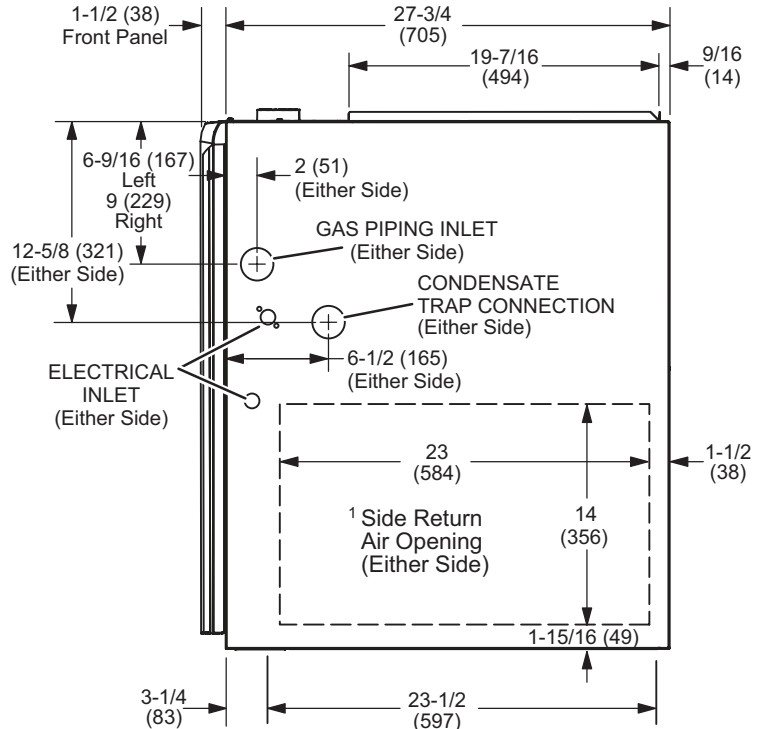 1-1/2 (38)
Front Panel
27-3/4
(705)
19-7/16
(494)
9/16
(14)
6-9/16 (167)
Left
9 (229)
Right
2 (51)
(Either Side)
GAS PIPING INLET
(Either Side)
12-5/8 (321)
(Either Side)
CONDENSATE
TRAP CONNECTION
(Either Side)
6-1/2 (165)
(Either Side)
ELECTRICAL
INLET
(Either Side)
23
(584)
1-1/2
(38)
14
(356)
1 Side Return
Air Opening
(Either Side)
1-15/16 (49)
3-1/4
(83)
23-1/2
(597)